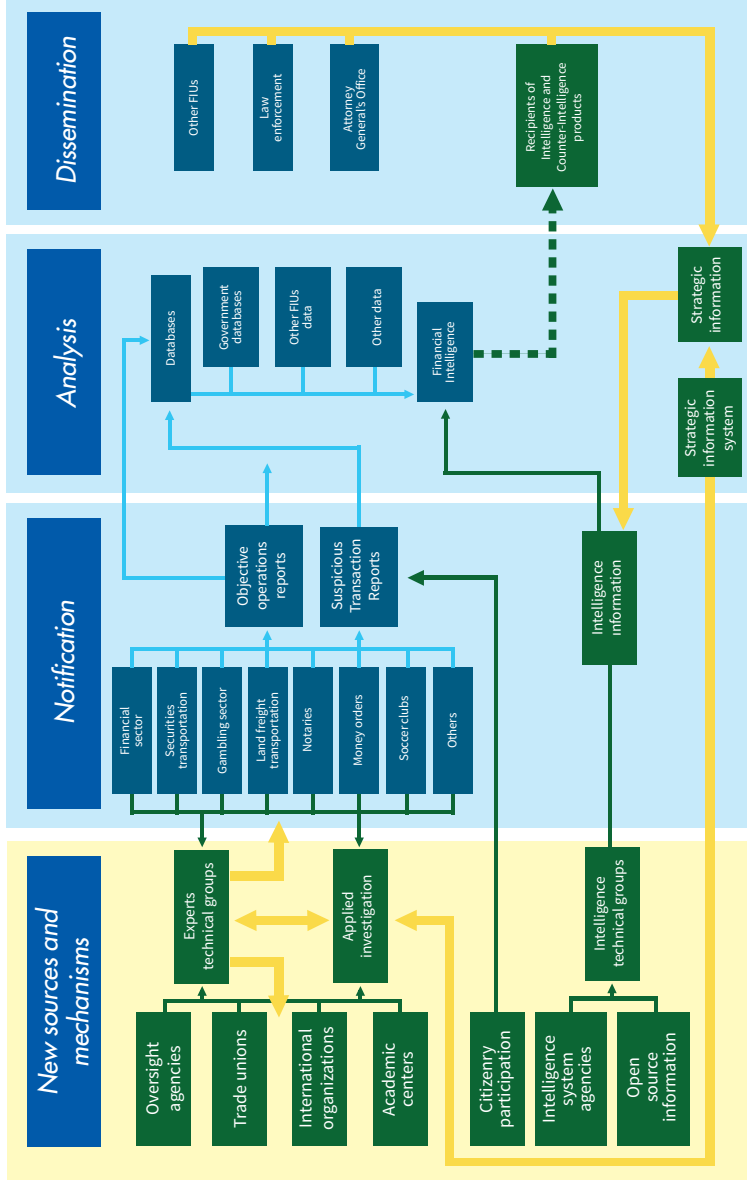 New sources and
mechanisms
Oversight
agencies
Trade unions
International
organizations
Academic
centers
Citizenry
participation
Intelligence
system
agencies
Open
source
information
Experts
technical groups
Applied
investigation
Intelligence
technical groups
Notification
Financial
sector
Securities
transportation
Gambling sector
Land freight
transportation
Notaries
Money orders
Soccer clubs
Others
Objective
operations
reports
Suspicious
Transaction
Reports
Intelligence
information
Analysis
Databases
Government
databases
Other FIUs
data
Other data
Financial
Intelligence
Strategic
information
system
Strategic
information
Dissemination
Other FIUs
Law
enforcement
Attorney
General's Office
Recipients of
Intelligence and
Counter-Intelligence
products